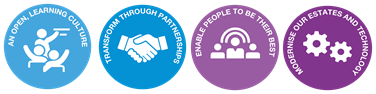 AN OPEN, LEARNING CULTURE
TRANSFORM THROUGH PARTNERSHIPS
ENABLE PEOPLE TO BE THEIR BEST
MODERNISE OUR ESTATES AND TECHNOLOGY